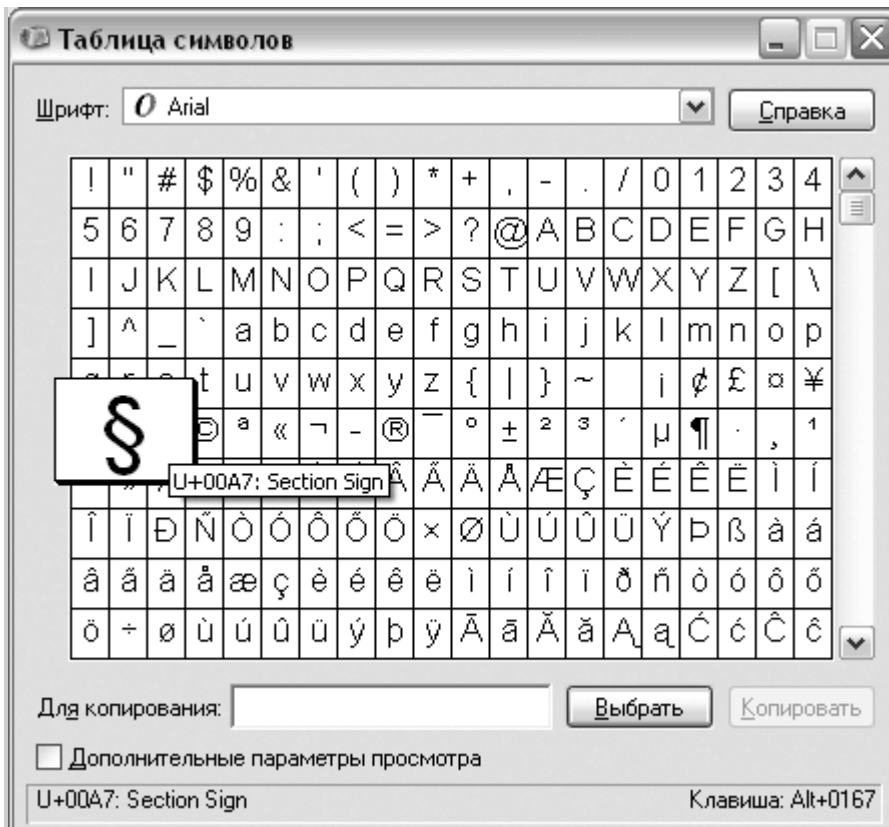 Таблица символов
Шрифт: O Arial Справка
! " # $ % & ' ( ) * + , - . / 0 1 2 3 4
5 6 7 8 9 : ; < = > ? @ A B C D E F G H
I J K L M N O P Q R S T U V W X Y Z [ \
] ^ _ ` a b c d e f g h i j k l m n o p
t u v w x y z { | } ~ ¡ ¢ £ ¤ ¥
§ © ª « ¬ - ® ¯ ° ± ² ³ ´ µ ¶ · ¸ ¹
U+00A7: Section Sign Â Ã Ä Å Æ Ç È É Ê Ë Ì Í
Î Ï Ð Ñ Ò Ó Ô Õ Ö × Ø Ù Ú Û Ü Ý Þ ß à á
â ã ä å æ ç è é ê ë ì í î ï ð ñ ò ó ô õ
ö ÷ ø ù ú û ü ý þ ÿ Ā ā Ă ă Ą ą Ć ć Ĉ ĉ
Для копирования: Выбрать Копировать
Дополнительные параметры просмотра
U+00A7: Section Sign Клавиша: Alt+0167